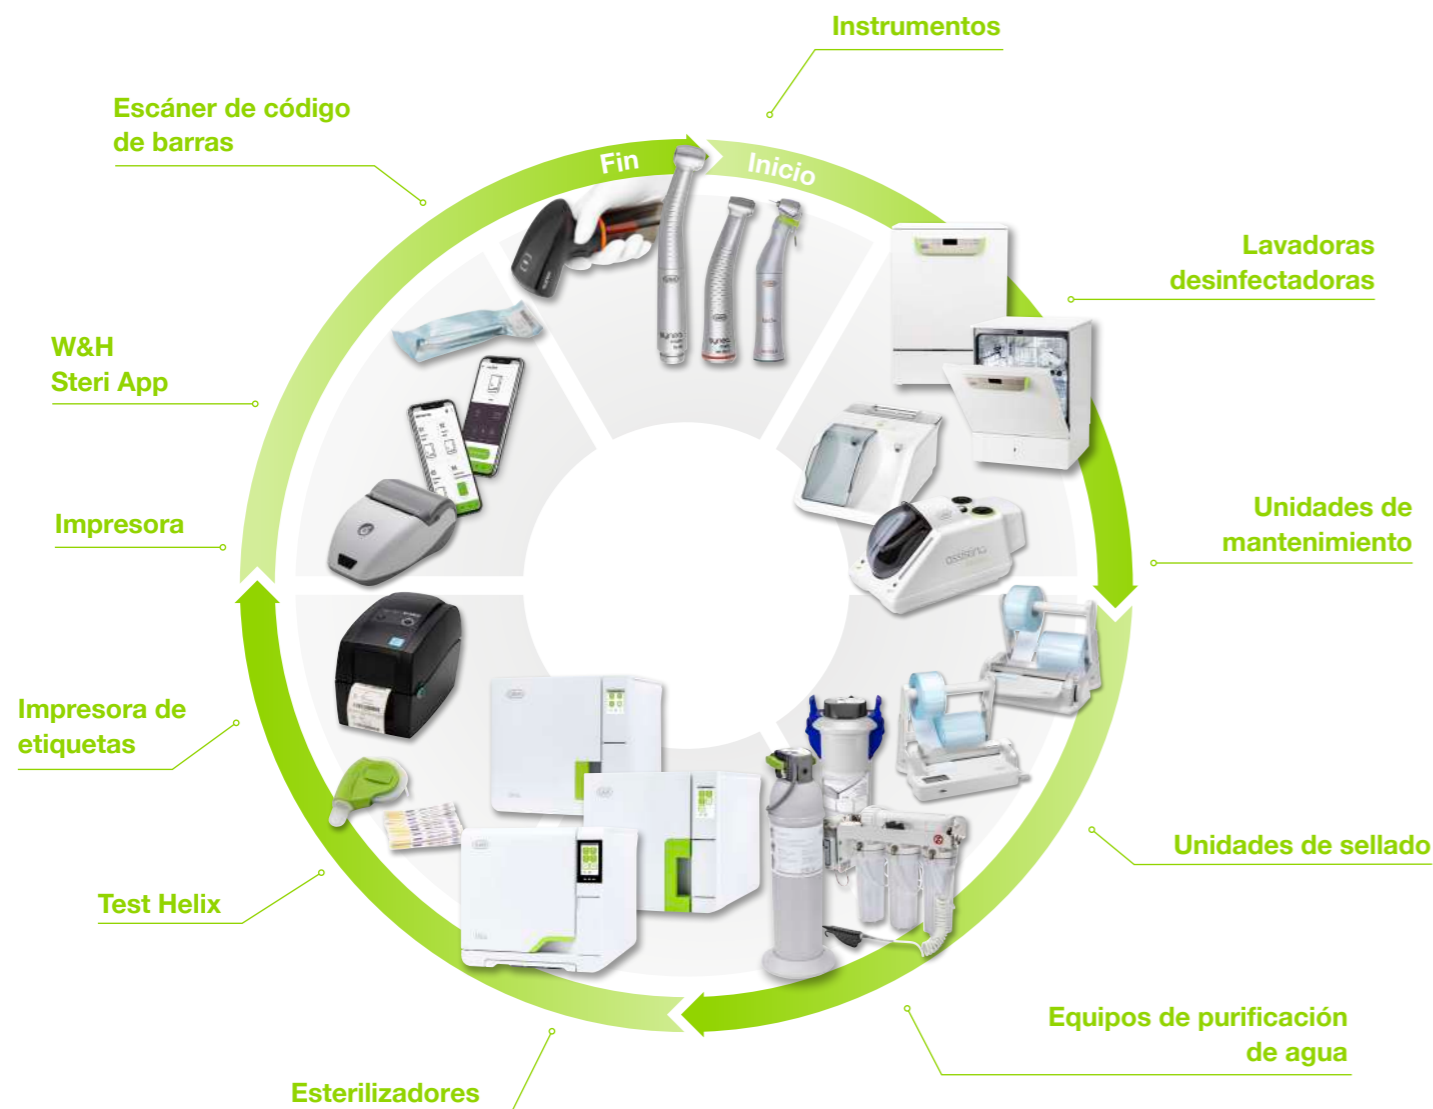 Instrumentos
Escáner de código
de barras
Fin
Inicio
Lavadoras
desinfectadoras
W&H
Steri App
Impresora
Unidades de
mantenimiento
assistina
Impresora de
etiquetas
Unidades de sellado
Test Helix
Equipos de purificación
de agua
Esterilizadores